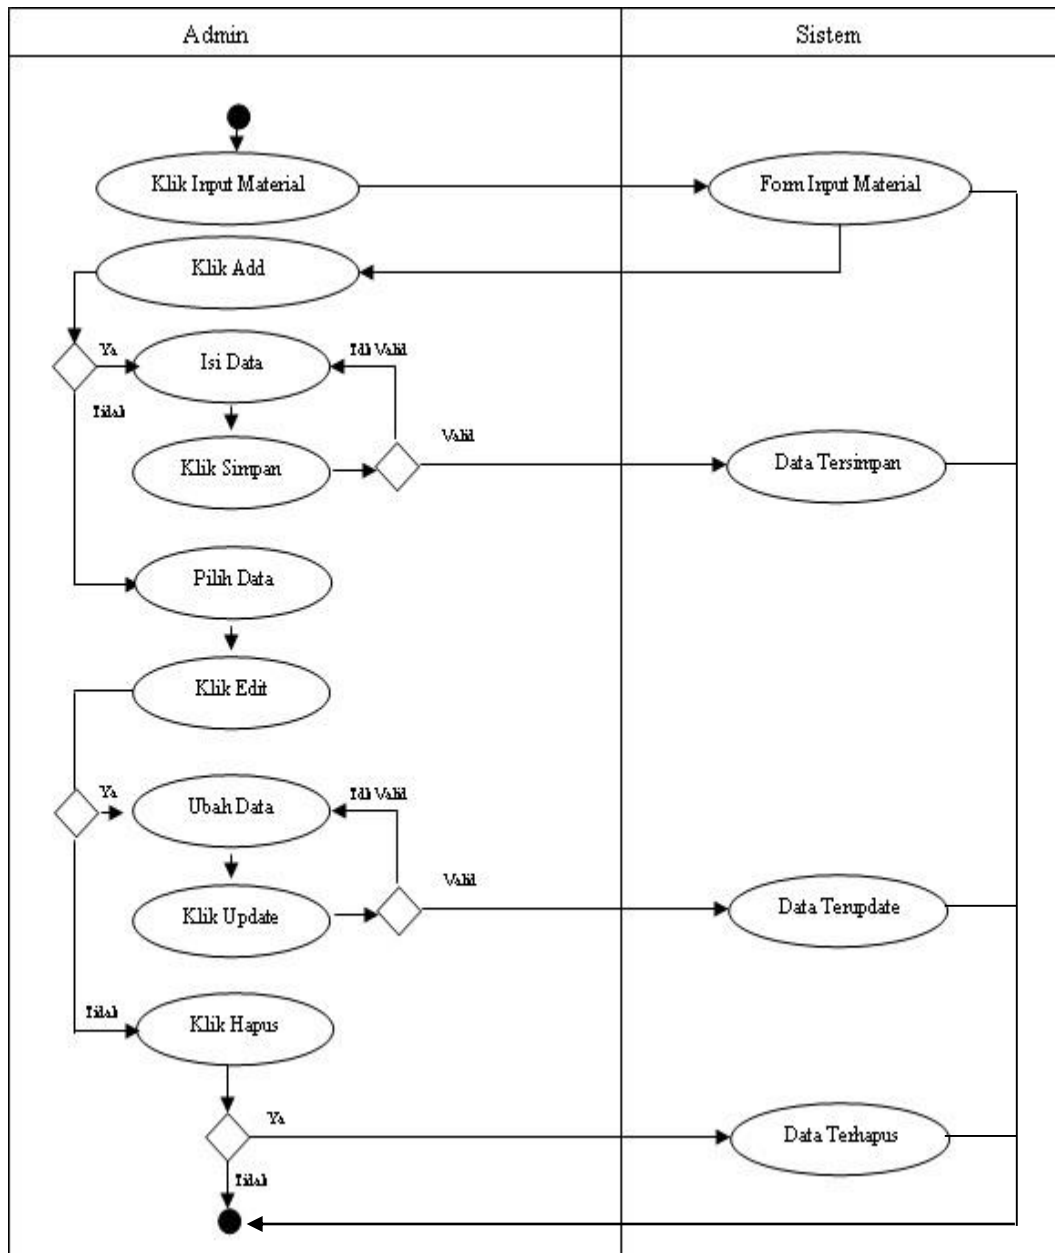 Admin
Sistem
Klik Input Material
Form Input Material
Klik Add
Ya
Isi Data
Tdk Valid
Tidak
Valid
Klik Simpan
Data Tersimpan
Pilih Data
Klik Edit
Ya
Ubah Data
Tdk Valid
Valid
Klik Update
Data Terupdate
Tidak
Klik Hapus
Ya
Data Terhapus
Tidak